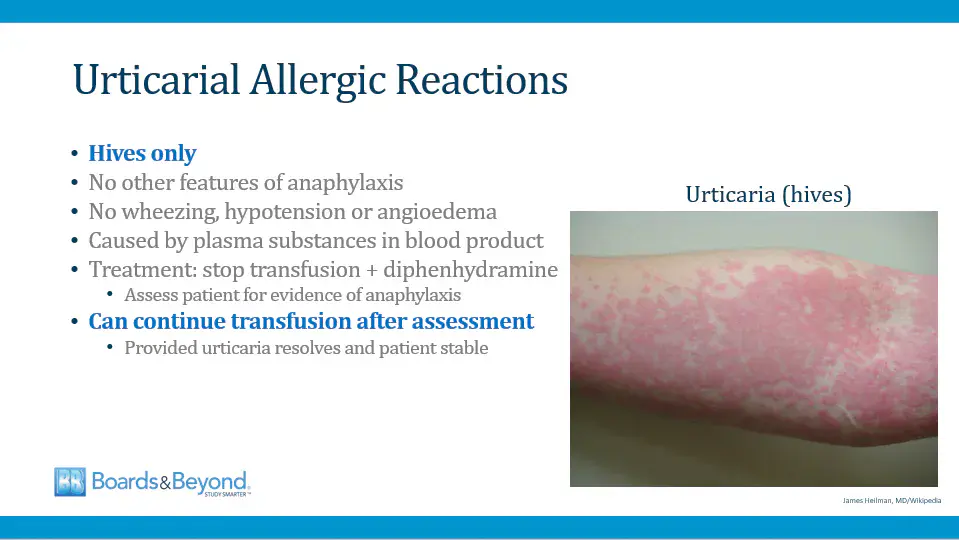 Urticarial Allergic Reactions
• Hives only
• No other features of anaphylaxis
• No wheezing, hypotension or angioedema
• Caused by plasma substances in blood product
• Treatment: stop transfusion + diphenhydramine
• Assess patient for evidence of anaphylaxis
• Can continue transfusion after assessment
• Provided urticaria resolves and patient stable
Urticaria (hives)
BB Boards&Beyond.
STUDY SMARTER™
James Heilman, MD/Wikipedia